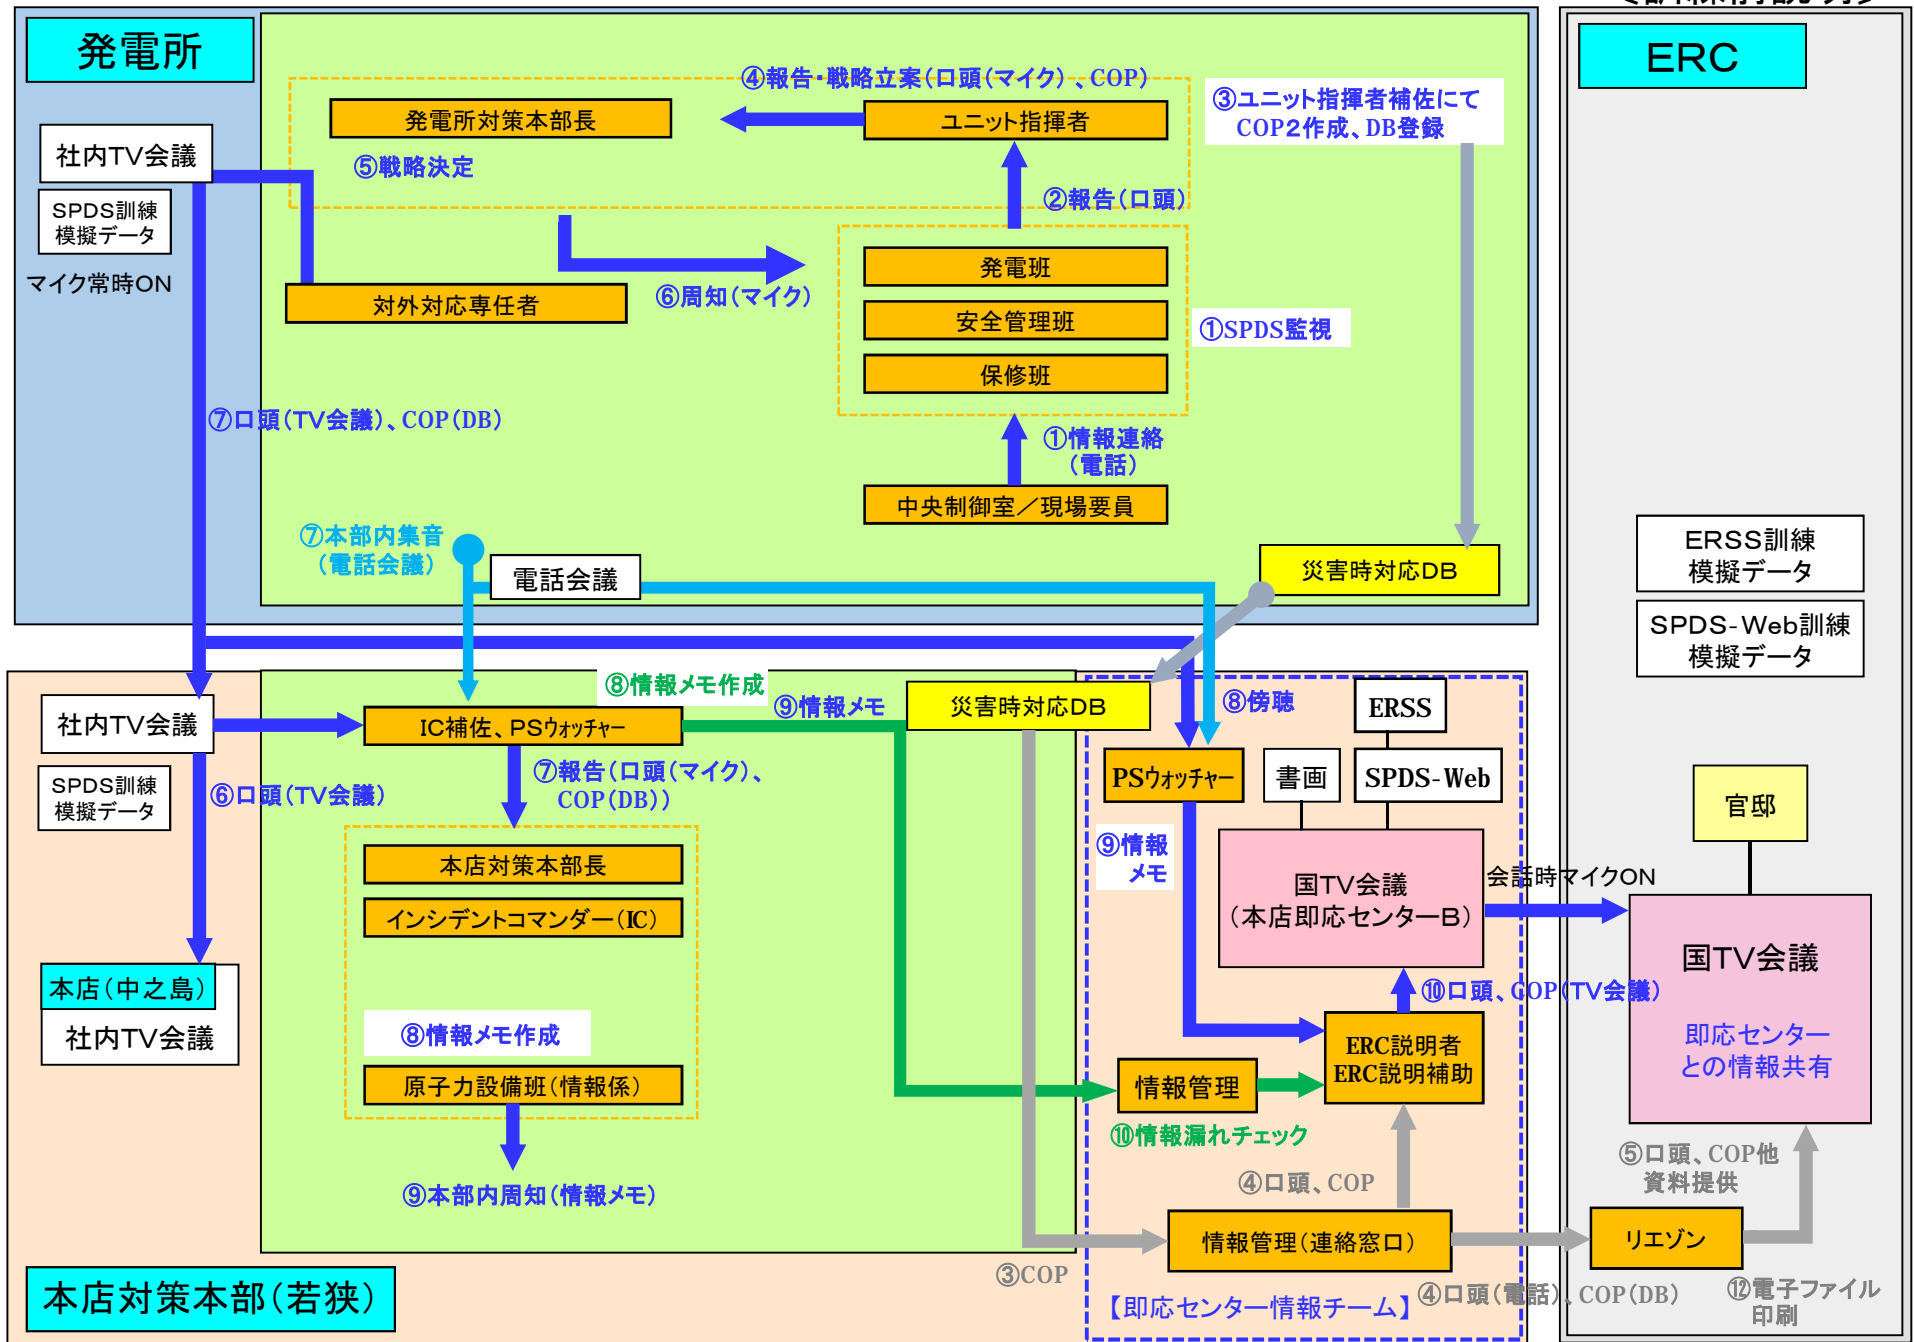 発電所
④報告・戦略立案（口頭（マイク）、COP）
発電所対策本部長
ユニット指揮者
③ユニット指揮者補佐にて
COP2作成、DB登録
社内TV会議
⑤戦略決定
②報告（口頭）
SPDS訓練
模擬データ
マイク常時ON
発電班
⑥周知（マイク）
対外対応専任者
安全管理班
①SPDS監視
保修班
⑦口頭（TV会議）、COP（DB）
①情報連絡
（電話）
中央制御室／現場要員
⑦本部内集音
（電話会議）
電話会議
災害時対応DB
ERC
ERSS訓練
模擬データ
SPDS-Web訓練
模擬データ
官邸
会話時マイクON
国TV会議
即応センター
との情報共有
⑤口頭、COP他
資料提供
リエゾン
⑫電子ファイル
印刷
社内TV会議
SPDS訓練
模擬データ
⑥口頭（TV会議）
本店（中之島）
社内TV会議
⑧情報メモ作成
⑨情報メモ
IC補佐、PSウォッチャー
⑦報告（口頭（マイク）、
COP（DB））
本店対策本部長
インシデントコマンダー（IC）
⑧情報メモ作成
原子力設備班（情報係）
⑨本部内周知（情報メモ）
本店対策本部（若狭）
災害時対応DB
⑧傍聴
ERSS
PSウォッチャー
書画
SPDS-Web
⑨情報
メモ
国TV会議
（本店即応センターB）
⑩口頭、COP（TV会議）
ERC説明者
ERC説明補助
情報管理
⑩情報漏れチェック
④口頭、COP
情報管理（連絡窓口）
③COP
④口頭（電話）、COP（DB）
【即応センター情報チーム】